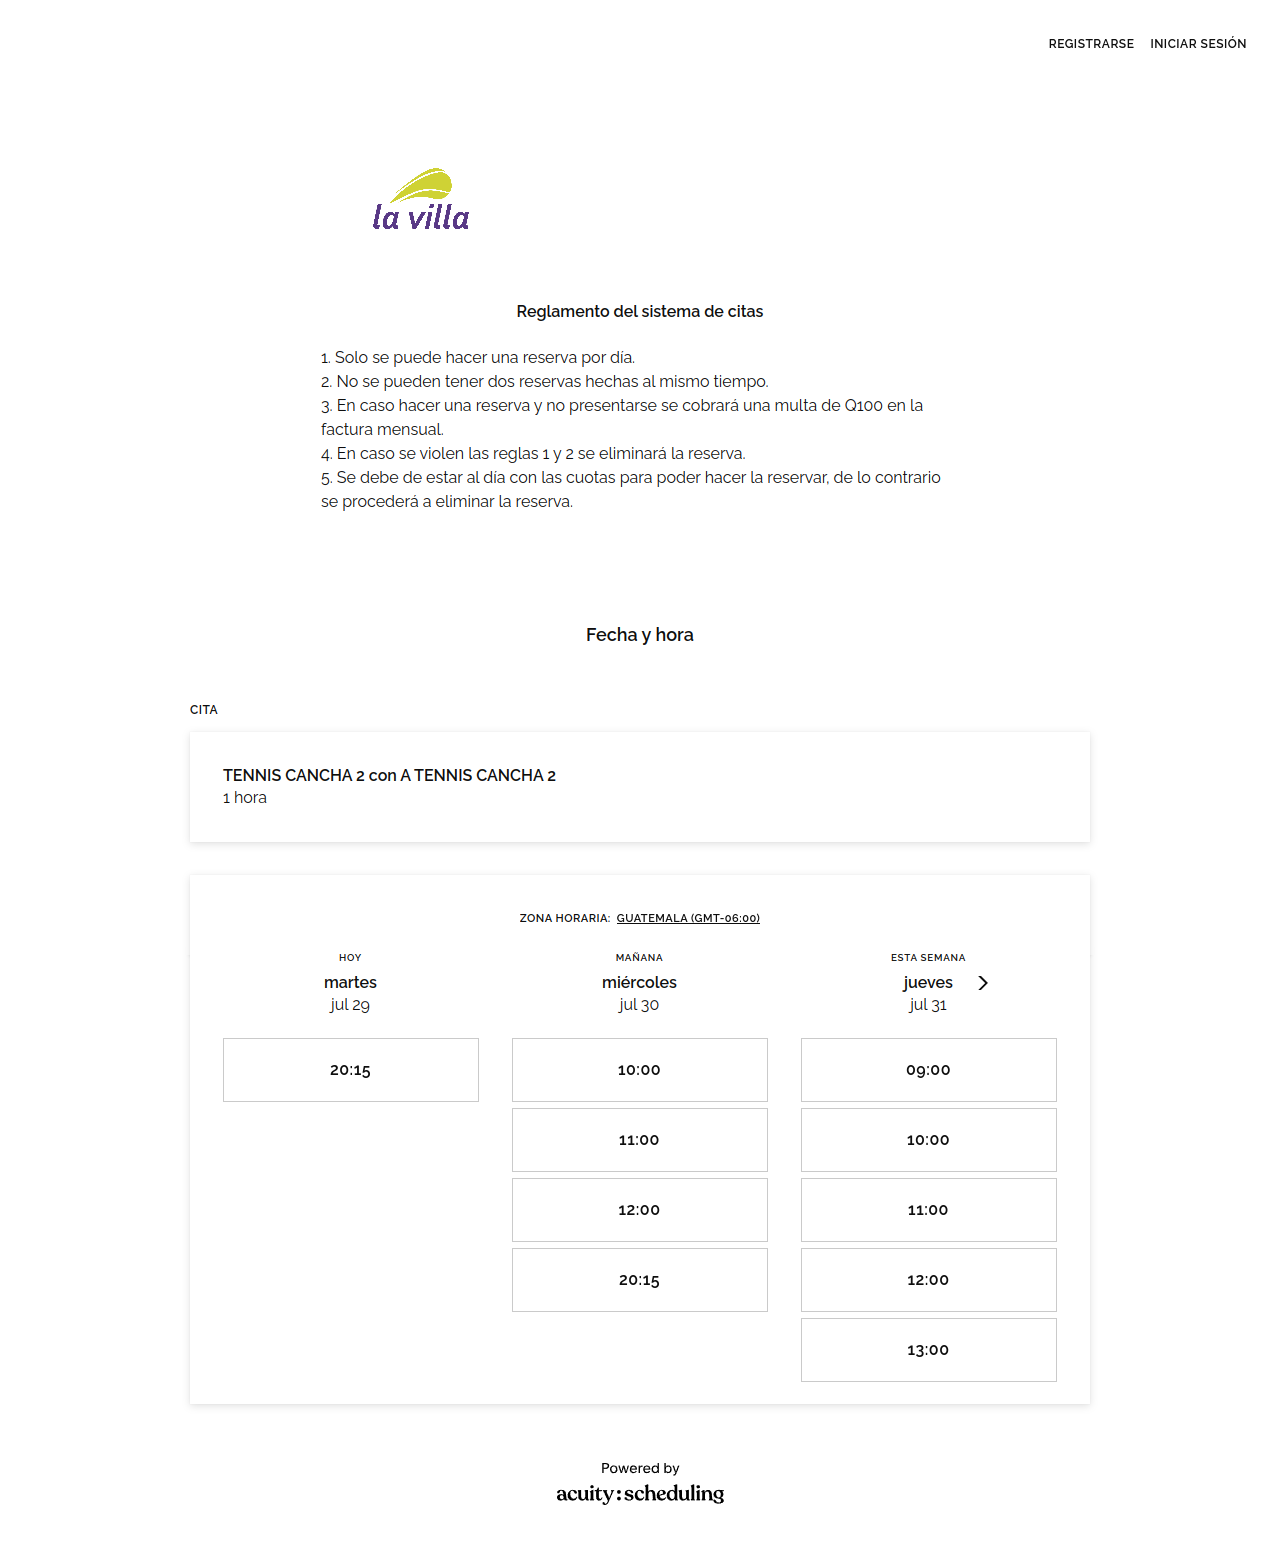 REGISTRARSE INICIAR SESIÓN
la villa
Reglamento del sistema de citas
1. Solo se puede hacer una reserva por día.
2. No se pueden tener dos reservas hechas al mismo tiempo.
3. En caso hacer una reserva y no presentarse se cobrará una multa de Q100 en la
factura mensual.
4. En caso se violen las reglas 1 y 2 se eliminará la reserva.
5. Se debe de estar al día con las cuotas para poder hacer la reservar, de lo contrario
se procederá a eliminar la reserva.
Fecha y hora
CITA
TENNIS CANCHA 2 con A TENNIS CANCHA 2
1 hora
ZONA HORARIA: GUATEMALA (GMT-06:00)
HOY MAÑANA ESTA SEMANA
martes miércoles jueves
jul 29 jul 30 jul 31
20:15 10:00 09:00
11:00 10:00
12:00 11:00
20:15 12:00
13:00
Powered by
acuity:scheduling